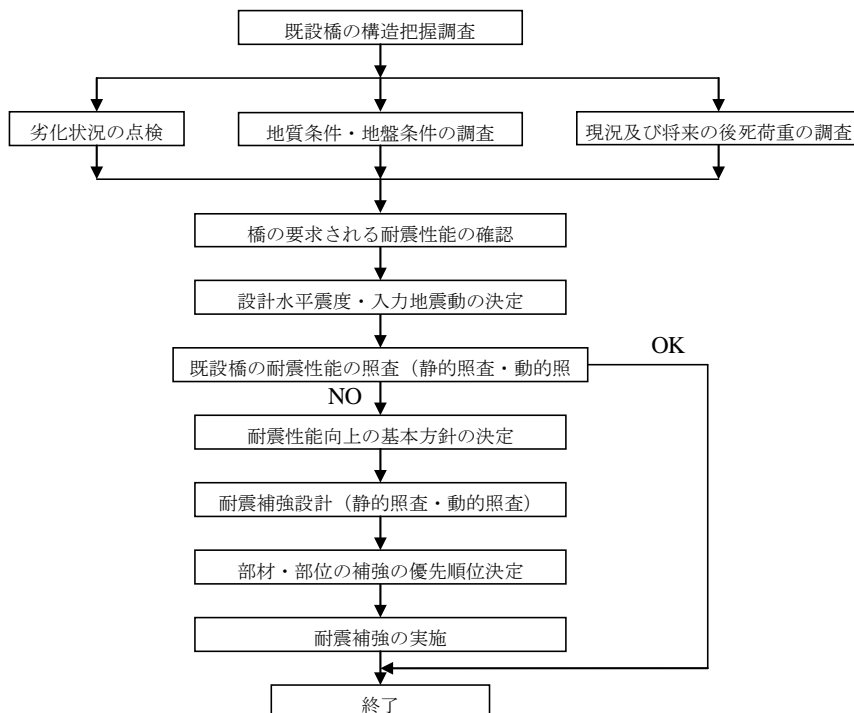 既設橋の構造把握調査
劣化状況の点検
地質条件・地盤条件の調査
現況及び将来の後死荷重の調査
橋の要求される耐震性能の確認
設計水平震度・入力地震動の決定
既設橋の耐震性能の照査（静的照査・動的照
OK
NO
耐震性能向上の基本方針の決定
耐震補強設計（静的照査・動的照査）
部材・部位の補強の優先順位決定
耐震補強の実施
終了